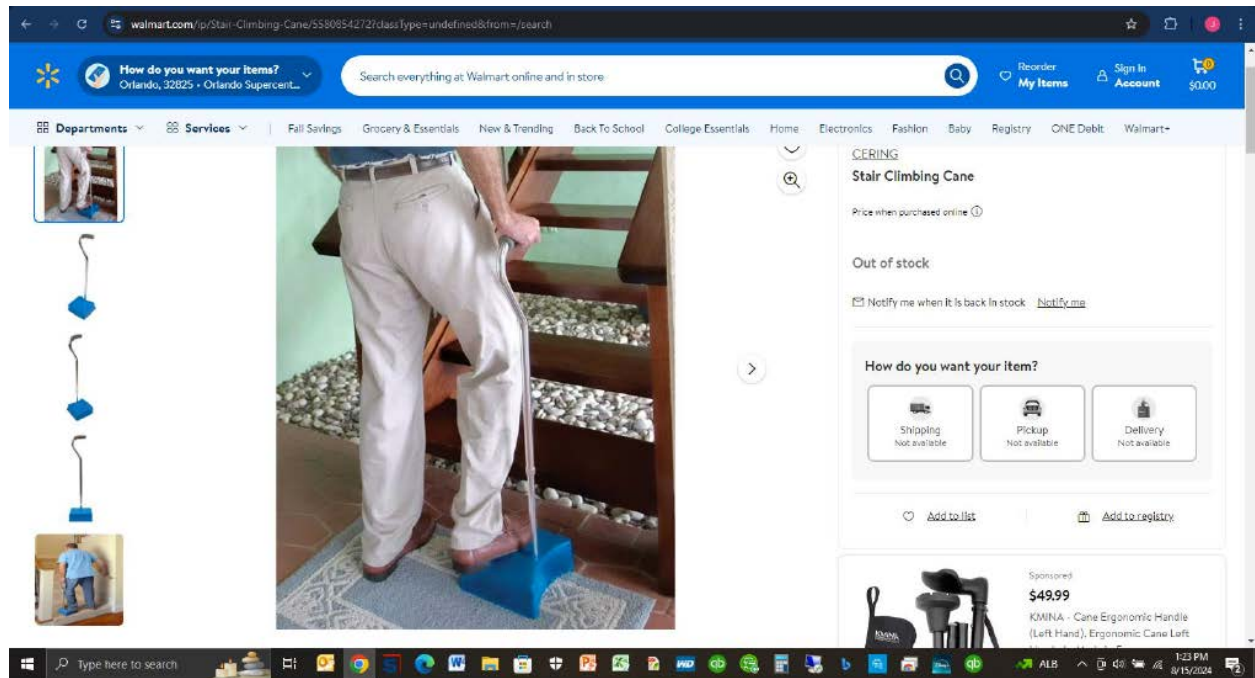 walmart.com/ip/Stair-Climbing-Cane/5580854272?classType=undefined&from=/search
How do you want your items?
Orlando, 32825 • Orlando Supercent...
Search everything at Walmart online and in store
Reorder
My Items
Sign In
Account
0
$0.00
Departments
Services
Fall Savings
Grocery & Essentials
New & Trending
Back To School
College Essentials
Home
Electronics
Fashion
Baby
Registry
ONE Debit
Walmart+
CERING
Stair Climbing Cane
Price when purchased online
Out of stock
Notify me when it is back in stock Notify me
How do you want your item?
Shipping
Not available
Pickup
Not available
Delivery
Not available
Add to list
Add to registry
Sponsored
$49.99
KMINA - Cane Ergonomic Handle
(Left Hand), Ergonomic Cane Left
KMINA
Type here to search
ALB
1:23 PM
8/15/2024